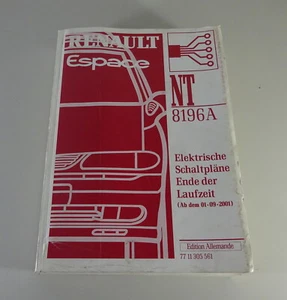 RENAULT
Espace
NT
8196A
Elektrische
Schaltpläne
Ende der
Laufzeit
(Ab dem 01-09-2001)
Edition Allemande
77 11 305 561